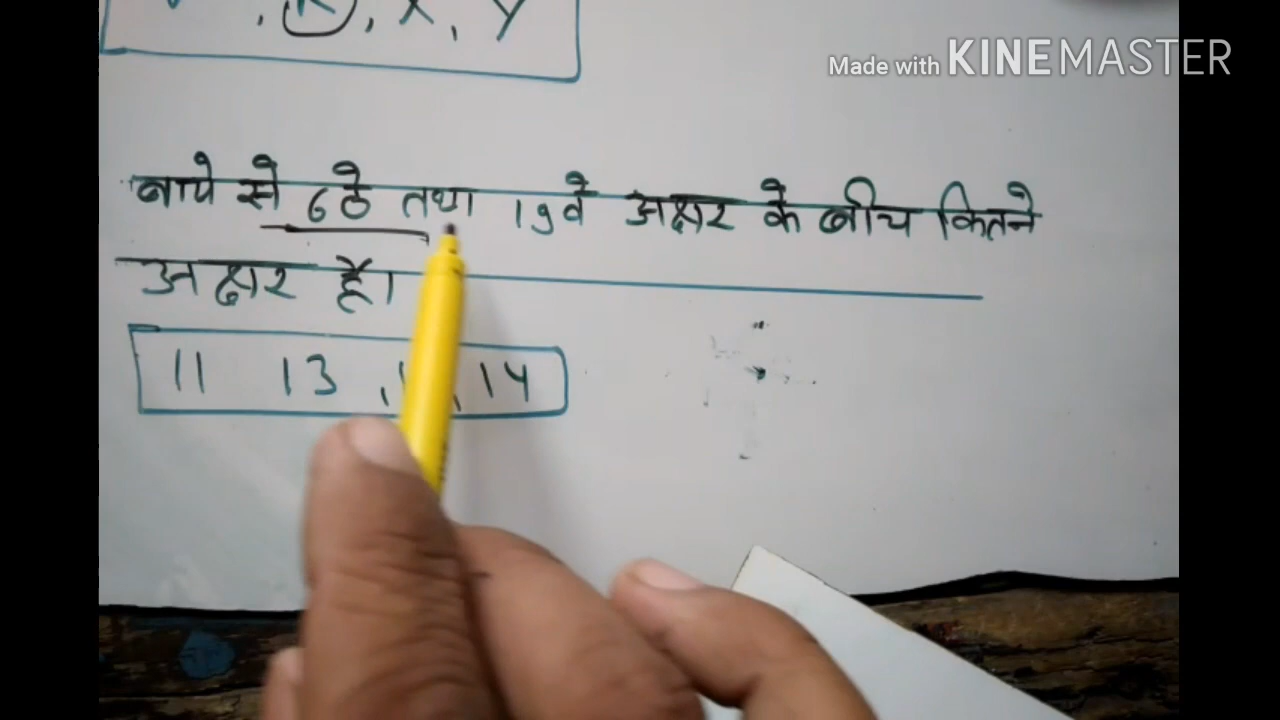 , R, X, Y
Made with KINEMASTER
बाये से 6ठे तथा 19वे अक्षर के बीच कितने
अक्षर हैं।
11 13 , 14